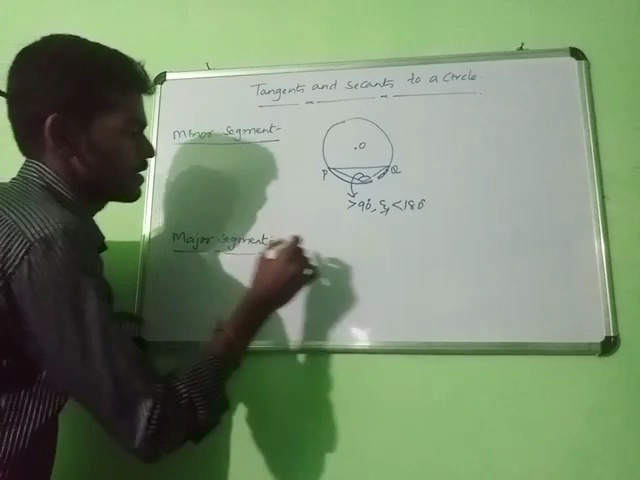 Tangents and secants to a circle.
Minor segment:-
.O
P Q
>90°, & <180°
Major segment:-